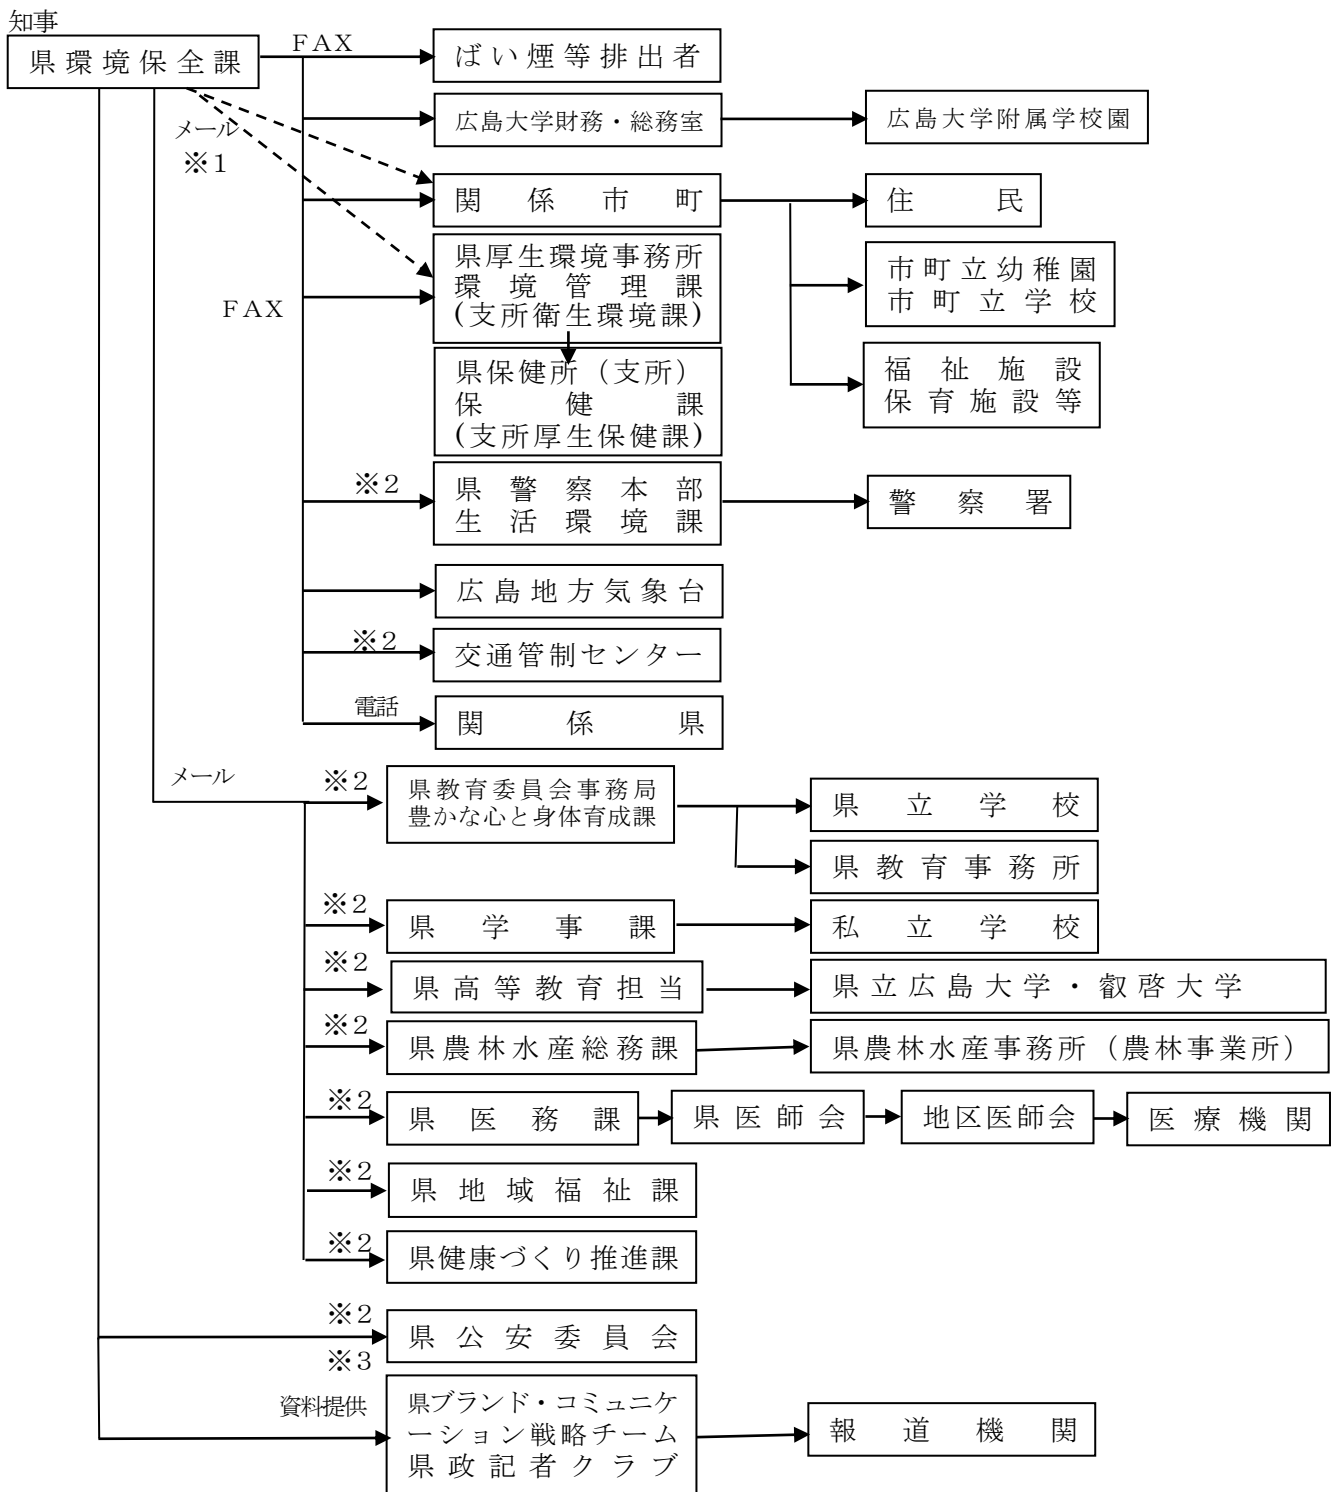 知事
県環境保全課
FAX
ばい煙等排出者
広島大学財務・総務室
広島大学附属学校園
メール
※1
関係市町
住民
県厚生環境事務所
環境管理課
(支所衛生環境課)
市町立幼稚園
市町立学校
FAX
県保健所（支所）
保健課
(支所厚生保健課)
福祉施設
保育施設等
※2
県警察本部
生活環境課
警察署
広島地方気象台
※2
交通管制センター
電話
関係県
メール
※2
県教育委員会事務局
豊かな心と身体育成課
県立学校
県教育事務所
※2
県学事課
私立学校
※2
県高等教育担当
県立広島大学・叡啓大学
※2
県農林水産総務課
県農林水産事務所（農林事業所）
※2
県医務課
県医師会
地区医師会
医療機関
※2
県地域福祉課
※2
県健康づくり推進課
※2
県公安委員会
※3
資料提供
県ブランド・コミュニケ
ーション戦略チーム
県政記者クラブ
報道機関